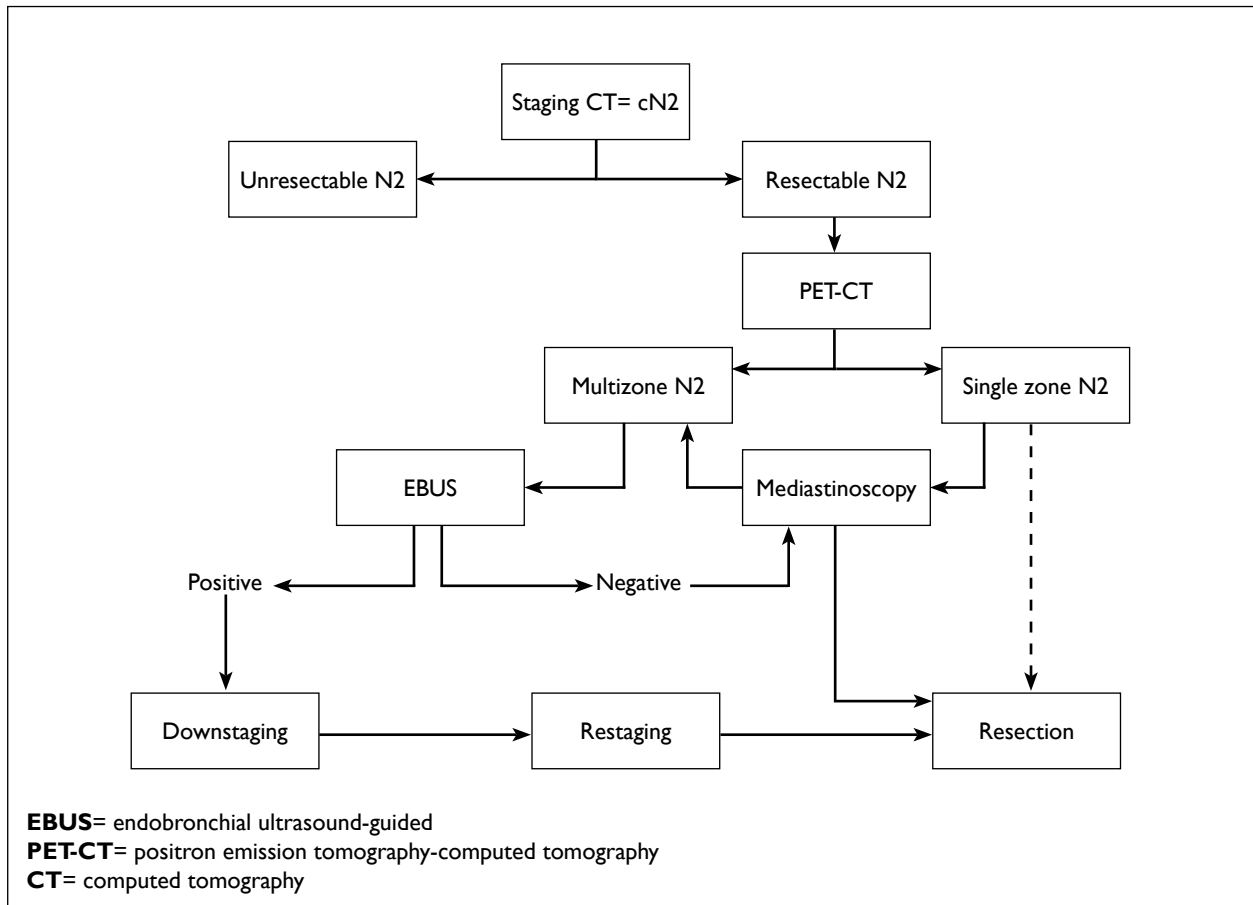 Staging CT= cN2
Unresectable N2
Resectable N2
PET-CT
Multizone N2
Single zone N2
EBUS
Mediastinoscopy
Positive
Negative
Downstaging
Restaging
Resection
EBUS= endobronchial ultrasound-guided
PET-CT= positron emission tomography-computed tomography
CT= computed tomography